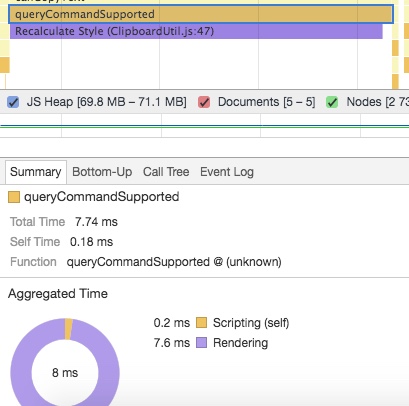 queryCommandSupported
Recalculate Style (ClipboardUtil.js:47)
JS Heap [69.8 MB – 71.1 MB] Documents [5 – 5] Nodes [2 73
Summary Bottom-Up Call Tree Event Log
queryCommandSupported
Total Time 7.74 ms
Self Time 0.18 ms
Function queryCommandSupported @ (unknown)
Aggregated Time
0.2 ms Scripting (self)
7.6 ms Rendering
8 ms